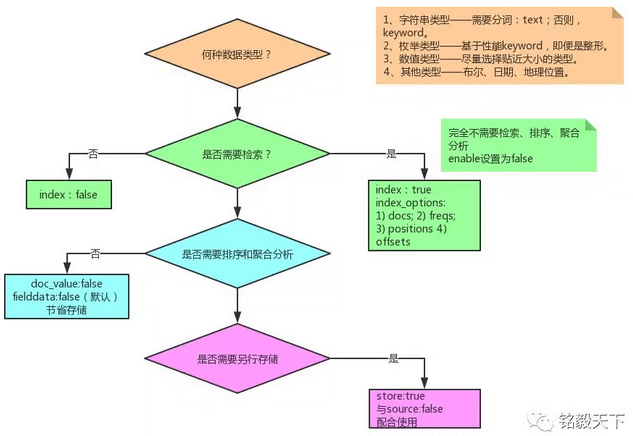 何种数据类型？
1、字符串类型——需要分词：text；否则，
keyword。
2、枚举类型——基于性能keyword，即便是整形。
3、数值类型——尽量选择贴近大小的类型。
4、其他类型——布尔、日期、地理位置。
完全不需要检索、排序、聚合
分析
enable设置为false
否
是否需要检索？
是
index：false
index：true
index_options:
1) docs; 2) freqs;
3) positions 4)
offsets
否
是否需要排序和聚合分析
doc_value:false
fielddata:false（默认）
节省存储
是否需要另行存储
是
store:true
与source:false
配合使用
铭毅天下